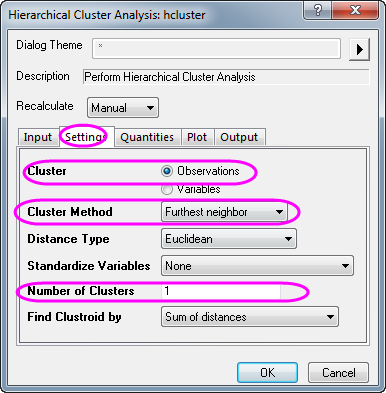 Hierarchical Cluster Analysis: hcluster ? X
Dialog Theme *
Description Perform Hierarchical Cluster Analysis
Recalculate Manual
Input Settings Quantities Plot Output
Cluster Observations
Variables
Cluster Method Furthest neighbor
Distance Type Euclidean
Standardize Variables None
Number of Clusters 1
Find Clustroid by Sum of distances
OK Cancel